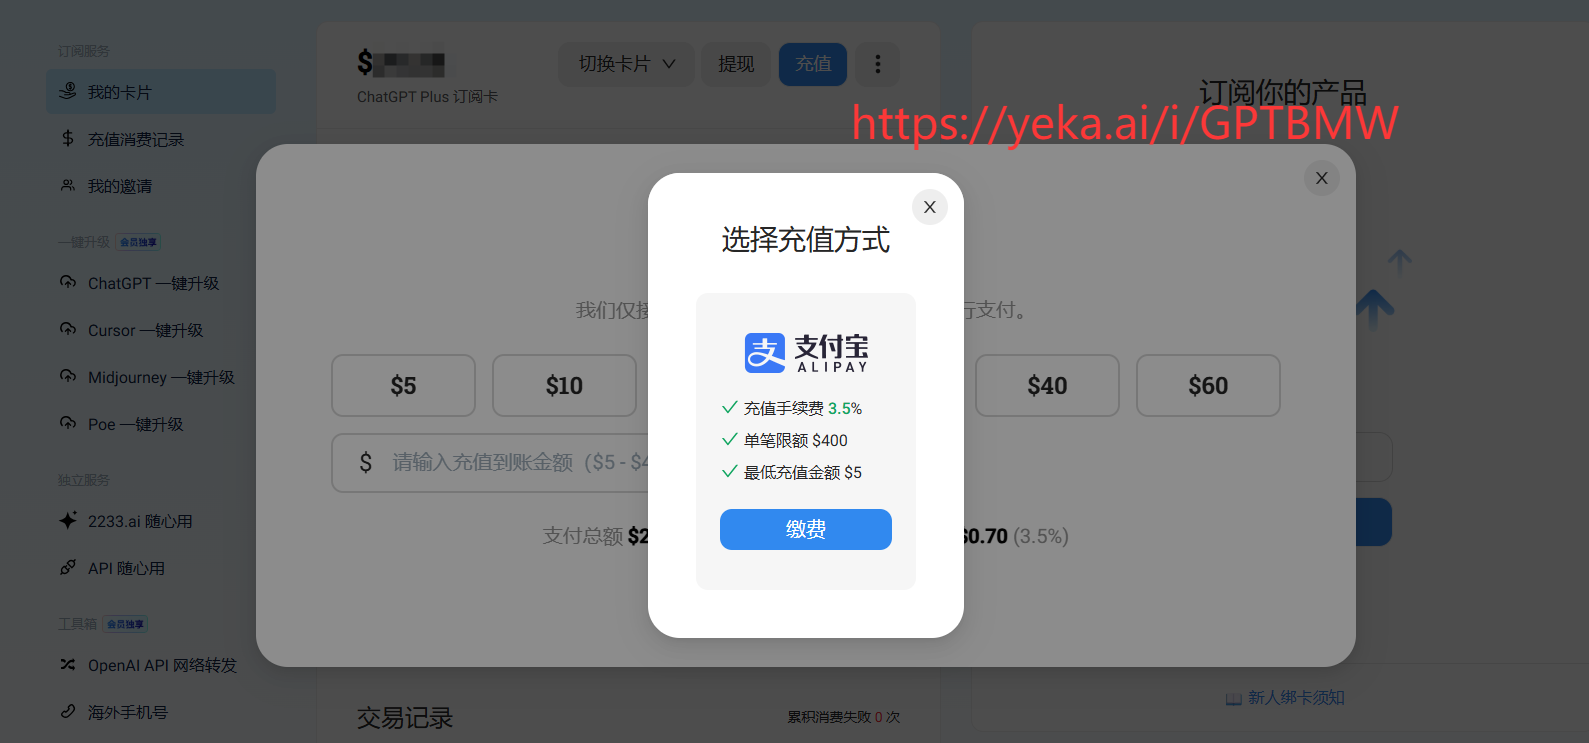 订阅服务
我的卡片
充值消费记录
我的邀请
一键升级 会员独享
ChatGPT 一键升级
Cursor 一键升级
Midjourney 一键升级
Poe 一键升级
独立服务
2233.ai 随心用
API 随心用
工具箱 会员独享
OpenAI API 网络转发
海外手机号
$
切换卡片
提现
充值
ChatGPT Plus 订阅卡
订阅你的产品
https://yeka.ai/i/GPTBMW
X
X
选择充值方式
我们仅接
行支付。
支付宝
ALIPAY
$5
$10
$40
$60
充值手续费 3.5%
单笔限额 $400
最低充值金额 $5
$ 请输入充值到账金额（$5 - $4
缴费
支付总额 $2
$0.70 (3.5%)
交易记录
累积消费失败 0 次
新人绑卡须知